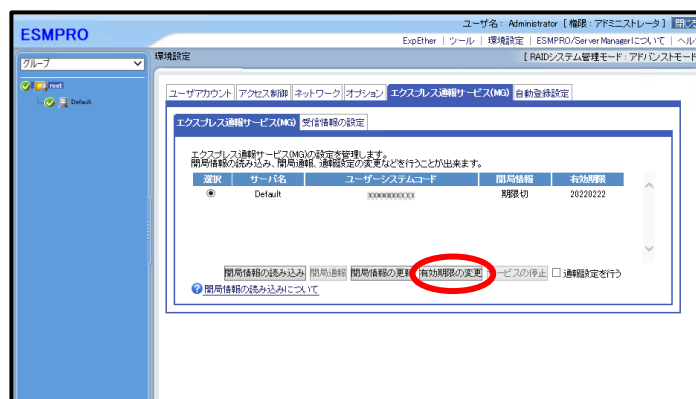 ユーザ名: Administrator [権限:アドミニストレータ] 閉じる
ESMPRO
ExpEther | ツール | 環境設定 | ESMPRO/ServerManagerについて | ヘル
グループ
環境設定
[RAIDシステム管理モード:アドバンストモード
root
Default
ユーザアカウント アクセス制御 ネットワーク オプション エクスプレス通報サービス(MG) 自動登録設定
エクスプレス通報サービス(MG) 受信情報の設定
エクスプレス通報サービス(MG)の設定を管理します。
開局情報の読み込み、開局通報、通報設定の変更などを行うことが出来ます。
選択 サーバ名 ユーザーシステムコード 開局情報 有効期限
Default 期限切 20220222
開局情報の読み込み 開局通報 開局情報の更新 有効期限の変更 サービスの停止 通報設定を行う
開局情報の読み込みについて